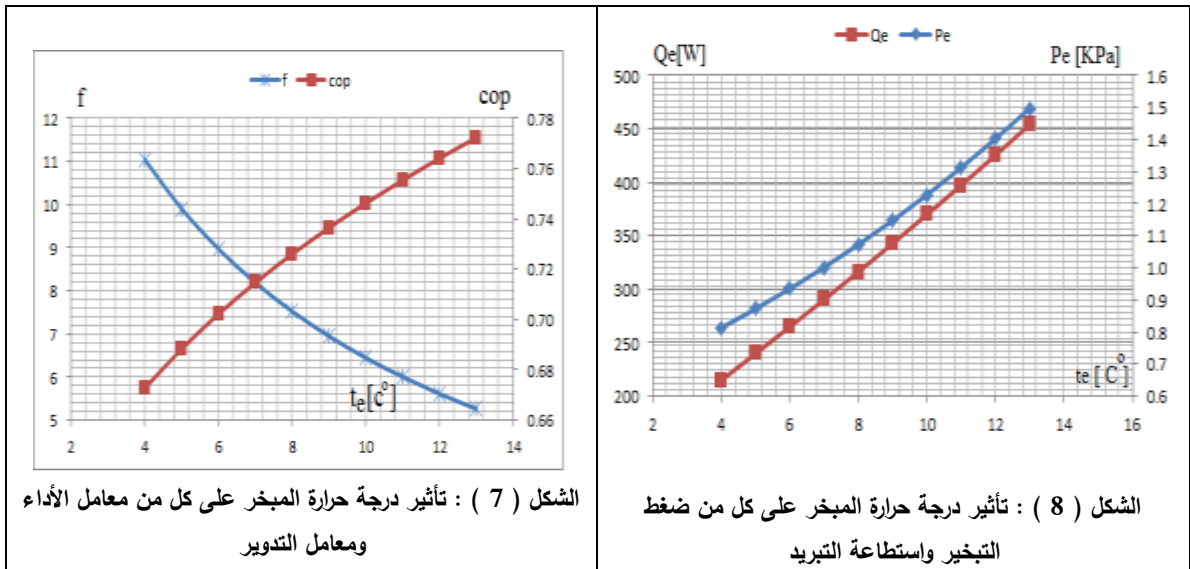 f cop
f cop
12 0.78
11 0.76
10 0.74
9
8 0.72
7 0.70
6 0.68
5 0.66
te[c°]
2 4 6 8 10 12 14
الشكل ( 7 ) : تأثير درجة حرارة المبخر على كل من معامل الأداء
ومعامل التدوير
Qe Pe
Qe[W] Pe [KPa]
500 1.6
450 1.5
400 1.4
350 1.3
300 1.2
250 1.1
200 1.0
0.9
0.8
0.7
0.6
te [ C°]
2 4 6 8 10 12 14 16
الشكل ( 8 ) : تأثير درجة حرارة المبخر على كل من ضغط
التبخير واستطاعة التبريد